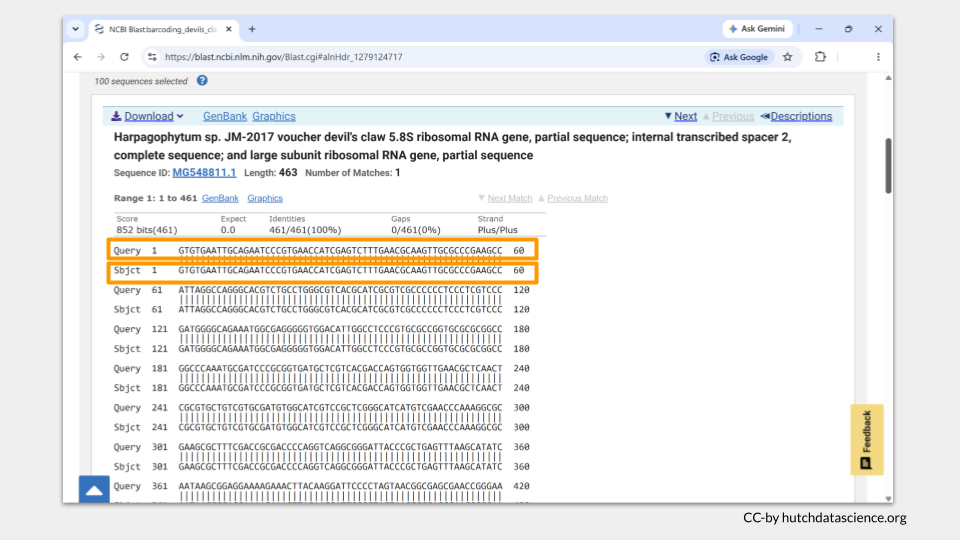 NCBI Blast:barcoding_devils_cla
Ask Gemini
https://blast.ncbi.nlm.nih.gov/Blast.cgi#alnHdr_1279124717
Ask Google
100 sequences selected ?
Download GenBank Graphics Next Previous Descriptions
Harpagophytum sp. JM-2017 voucher devil's claw 5.8S ribosomal RNA gene, partial sequence; internal transcribed spacer 2,
complete sequence; and large subunit ribosomal RNA gene, partial sequence
Sequence ID: MG548811.1 Length: 463 Number of Matches: 1
Range 1: 1 to 461 GenBank Graphics Next Match Previous Match
Score Expect Identities Gaps Strand
852 bits(461) 0.0 461/461(100%) 0/461(0%) Plus/Plus
Query 1 GTGTGAATTGCAGAATCCCGTGAACCATCGAGTCTTTGAACGCAAGTTGCGCCCGAAGCC 60
Sbjct 1 GTGTGAATTGCAGAATCCCGTGAACCATCGAGTCTTTGAACGCAAGTTGCGCCCGAAGCC 60
Query 61 ATTAGGCCAGGGCACGTCTGCCTGGGCGTCACGCATCGCGTCGCCCCCCTCCCTCGTCCC 120
Sbjct 61 ATTAGGCCAGGGCACGTCTGCCTGGGCGTCACGCATCGCGTCGCCCCCCTCCCTCGTCCC 120
Query 121 GATGGGGCAGAAATGGCGAGGGGGTGGACATTGGCCTCCCGTGCGCCGGTGCGCGCGGCC 180
Sbjct 121 GATGGGGCAGAAATGGCGAGGGGGTGGACATTGGCCTCCCGTGCGCCGGTGCGCGCGGCC 180
Query 181 GGCCCAAATGCGATCCCGCGGTGATGCTCGTCACGACCAGTGGTGGTTGAACGCTCAACT 240
Sbjct 181 GGCCCAAATGCGATCCCGCGGTGATGCTCGTCACGACCAGTGGTGGTTGAACGCTCAACT 240
Query 241 CGCGTGCTGTCGTGCGATGTGGCATCGTCCGCTCGGGCATCATGTCGAACCCAAAGGCGC 300
Sbjct 241 CGCGTGCTGTCGTGCGATGTGGCATCGTCCGCTCGGGCATCATGTCGAACCCAAAGGCGC 300
Query 301 GAAGCGCTTTCGACCGCGACCCCAGGTCAGGCGGGATTACCCGCTGAGTTTAAGCATATC 360
Sbjct 301 GAAGCGCTTTCGACCGCGACCCCAGGTCAGGCGGGATTACCCGCTGAGTTTAAGCATATC 360
Query 361 AATAAGCGGAGGAAAAGAAACTTACAAGGATTCCCCTAGTAACGGCGAGCGAACCGGGAA 420
Feedback
CC-by hutchdatascience.org